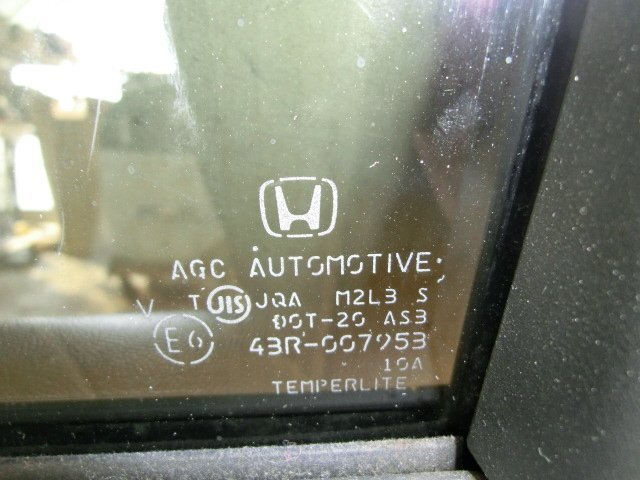 AGC AUTOMOTIVE
V T JIS JQA M2L3 S
DOT-20 AS3
E6 43R-007953
10A
TEMPERLITE